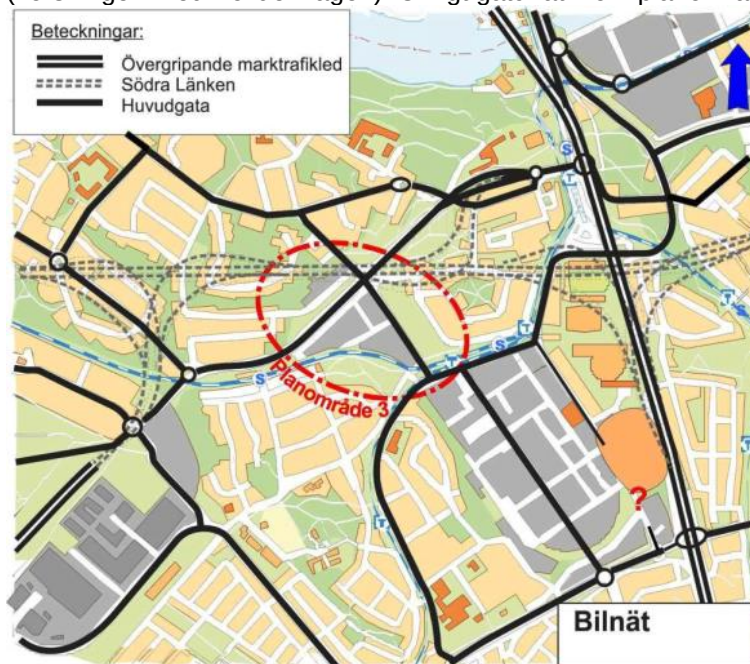 Beteckningar:
Övergripande marktrafikled
Södra Länken
Huvudgata
S
T
T
S
T
S
T
S
Planområde 3
T
T
?
Bilnät